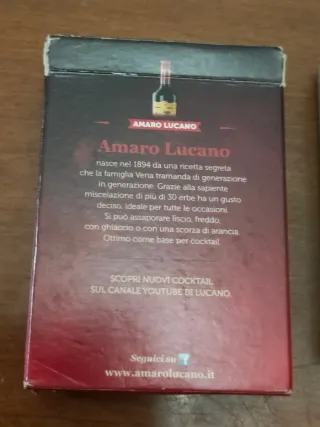 AMARO LUCANO
Amaro Lucano
nasce nel 1894 da una ricetta segreta
che la famiglia Vena tramanda di generazione
in generazione. Grazie alla sapiente
miscelazione di più di 30 erbe ha un gusto
deciso, ideale per tutte le occasioni.
Si può assaporare liscio, freddo,
con ghiaccio o con una scorza di arancia.
Ottimo come base per cocktail.
SCOPRI NUOVI COCKTAIL
SUL CANALE YOUTUBE DI LUCANO.
Seguici su
www.amarolucano.it